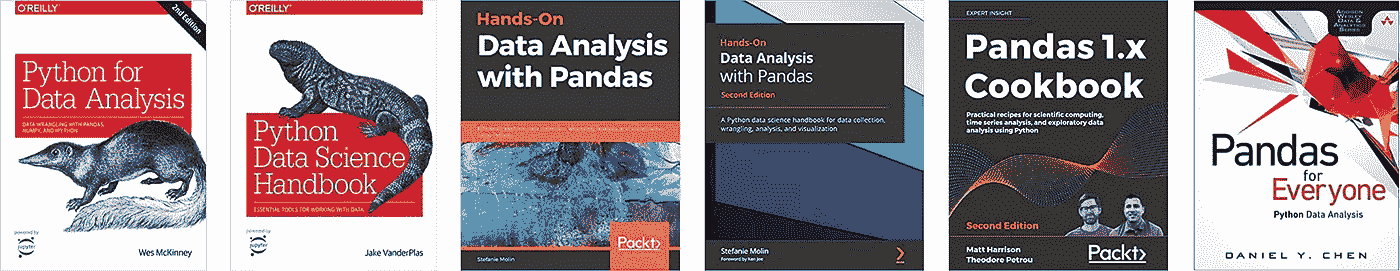 O'REILLY®
2nd Edition
Python for
Data Analysis
DATA WRANGLING WITH PANDAS,
NUMPY, AND IPYTHON
powered by
jupyter
Wes McKinney
O'REILLY®
Python
Data Science
Handbook
ESSENTIAL TOOLS FOR WORKING WITH DATA
powered by
jupyter
Jake VanderPlas
Hands-On
Data Analysis
with Pandas
Packt>
Stefanie Molin
Hands-On
Data Analysis
with Pandas
Second Edition
A Python data science handbook for data collection,
wrangling, analysis, and visualization
Stefanie Molin
Foreword by Ken Jee
EXPERT INSIGHT
Pandas 1.x
Cookbook
Practical recipes for scientific computing,
time series analysis, and exploratory data
analysis using Python
Second Edition
Matt Harrison
Theodore Petrou
Packt>
ADDISON
WESLEY
DATA &
ANALYTICS
SERIES
Pandas
for
Everyone
Python Data Analysis
DANIEL Y. CHEN